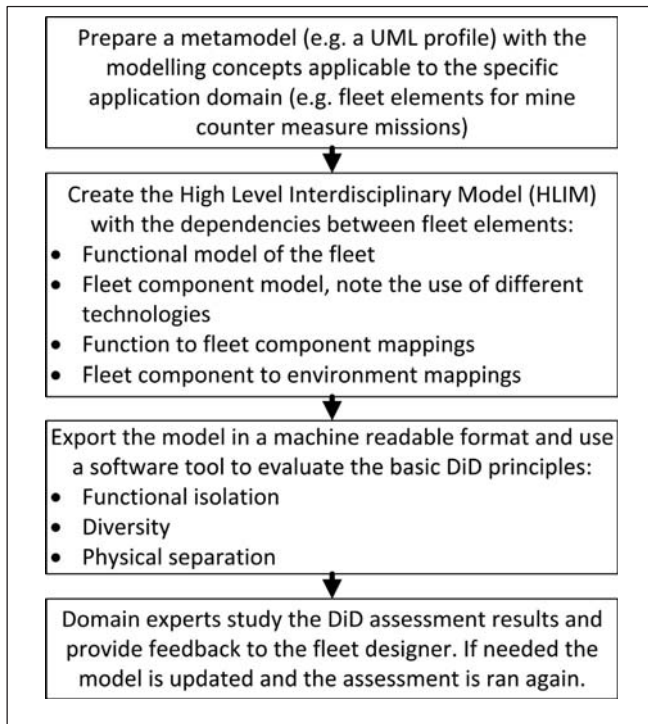 Prepare a metamodel (e.g. a UML profile) with the
modelling concepts applicable to the specific
application domain (e.g. fleet elements for mine
counter measure missions)
Create the High Level Interdisciplinary Model (HLIM)
with the dependencies between fleet elements:
• Functional model of the fleet
• Fleet component model, note the use of different
technologies
• Function to fleet component mappings
• Fleet component to environment mappings
Export the model in a machine readable format and use
a software tool to evaluate the basic DiD principles:
• Functional isolation
• Diversity
• Physical separation
Domain experts study the DiD assessment results and
provide feedback to the fleet designer. If needed the
model is updated and the assessment is ran again.